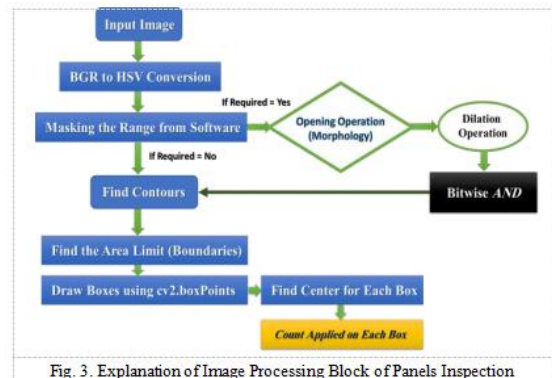 Input Image
BGR to HSV Conversion
If Required = Yes
Masking the Range from Software
Opening Operation
(Morphology)
Dilation
Operation
If Required = No
Find Contours
Bitwise AND
Find the Area Limit (Boundaries)
Draw Boxes using cv2.boxPoints
Find Center for Each Box
Count Applied on Each Box
Fig. 3. Explanation of Image Processing Block of Panels Inspection